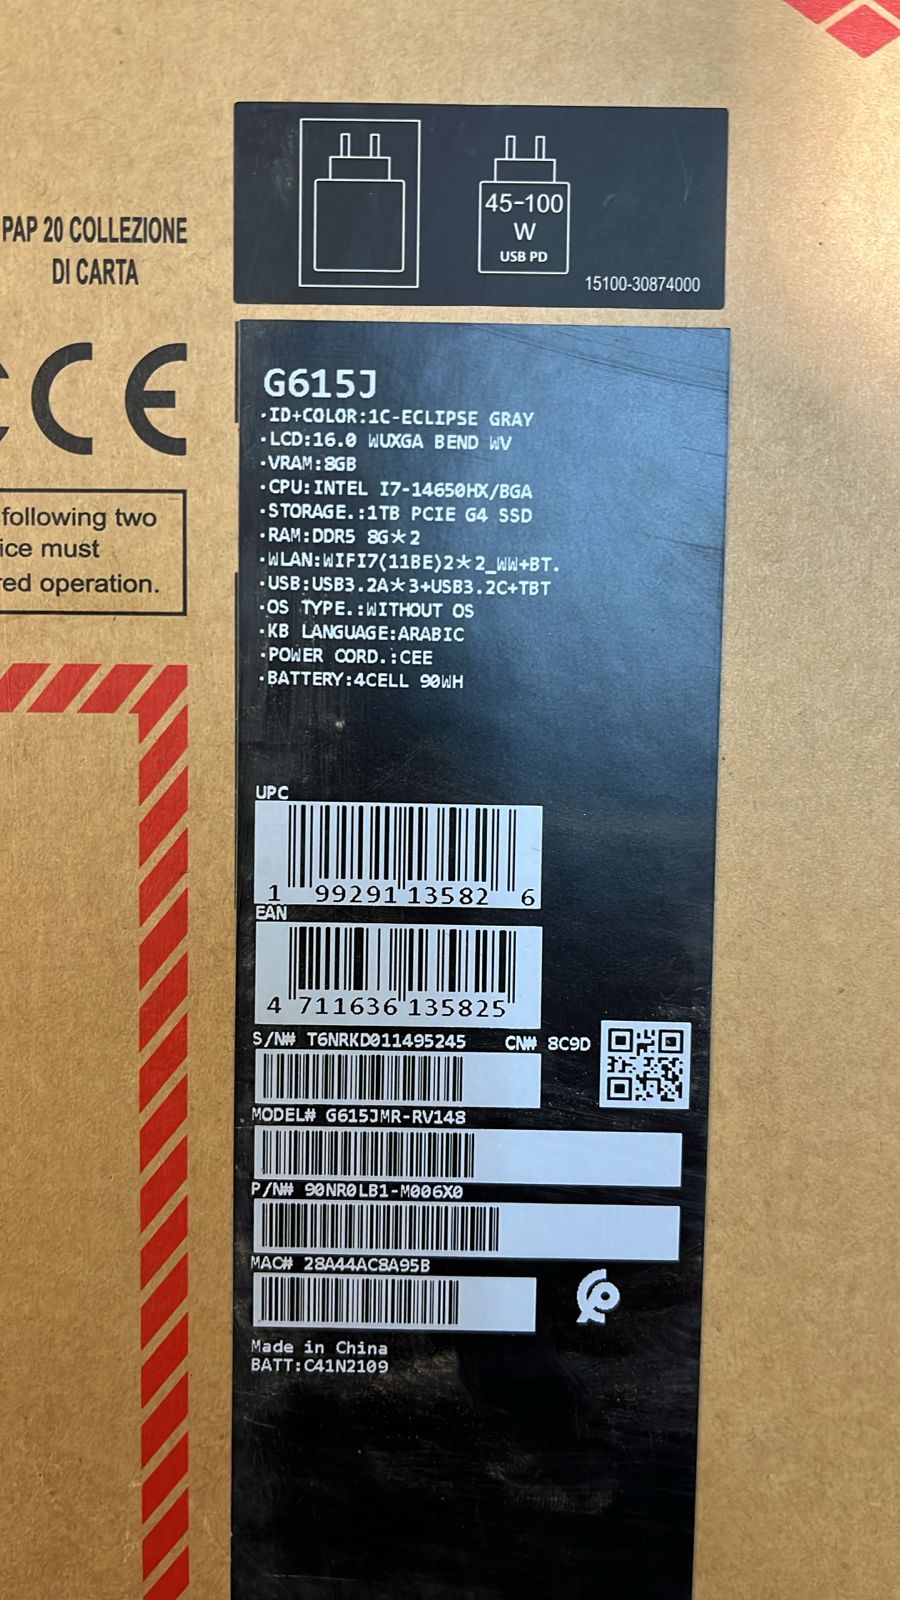 PAP 20 COLLEZIONE
DI CARTA
CE
following two
ice must
red operation.
45-100
W
USB PD
15100-30874000
G615J
·ID+COLOR:1C-ECLIPSE GRAY
·LCD:16.0 WUXGA BEND WV
·VRAM:8GB
·CPU:INTEL I7-14650HX/BGA
·STORAGE.:1TB PCIE G4 SSD
·RAM:DDR5 8G*2
·WLAN:WIFI7(11BE)2*2_WW+BT.
·USB:USB3.2A*3+USB3.2C+TBT
·OS TYPE.:WITHOUT OS
·KB LANGUAGE:ARABIC
·POWER CORD.:CEE
·BATTERY:4CELL 90WH
UPC
1 99291 13582 6
EAN
4 711636 135825
S/N# T6NRKD011495245 CN# 8C9D
MODEL# G615JMR-RV148
P/N# 90NR0LB1-M006X0
MAC# 28A44AC8A95B
Made in China
BATT:C41N2109